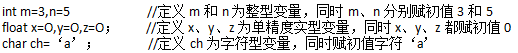 int m=3,n=5 //定义 m 和 n 为整型变量，同时 m、n 分别赋初值 3 和 5
float x=O,y=O,z=O； //定义 x、y、z 为单精度实型变量，同时 x、y、z 都赋初值 0
char ch=‘a’； //定义 ch 为字符型变量，同时赋初值字符‘a’